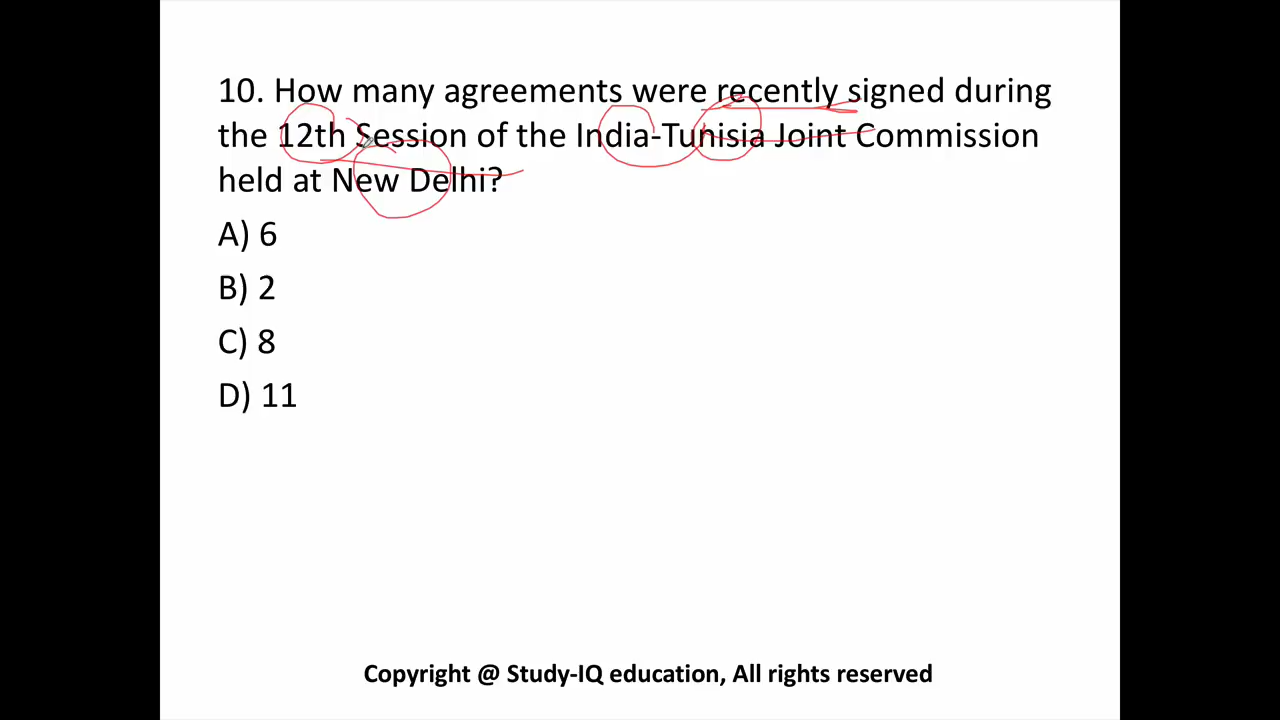 10. How many agreements were recently signed during
the 12th Session of the India-Tunisia Joint Commission
held at New Delhi?
A) 6
B) 2
C) 8
D) 11
Copyright @ Study-IQ education, All rights reserved